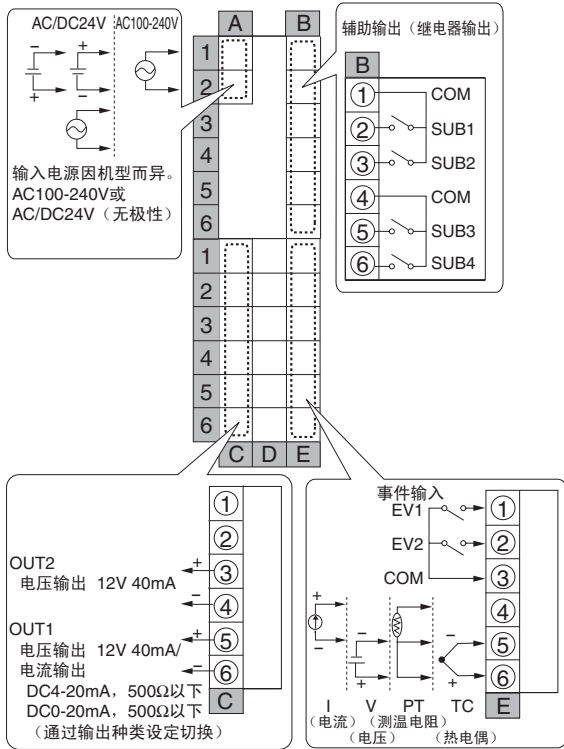 AC/DC24V AC100-240V
－ ＋
＋ －
输入电源因机型而异。
AC100-240V或
AC/DC24V（无极性）
A B
1
2
3
4
5
6
1
2
3
4
5
6
C D E
辅助输出（继电器输出）
B
① COM
② SUB1
③ SUB2
④ COM
⑤ SUB3
⑥ SUB4
①
②
OUT2
＋ ③
电压输出 12V 40mA
－ ④
OUT1
＋ ⑤
电压输出 12V 40mA/
－ ⑥
电流输出
DC4-20mA，500Ω以下
C
DC0-20mA，500Ω以下
（通过输出种类设定切换）
事件输入
EV1 ①
EV2 ②
COM ③
④
＋ － － ⑤
－ ＋ ＋ ⑥
I V PT TC E
（电流）（测温电阻）
（电压） （热电偶）